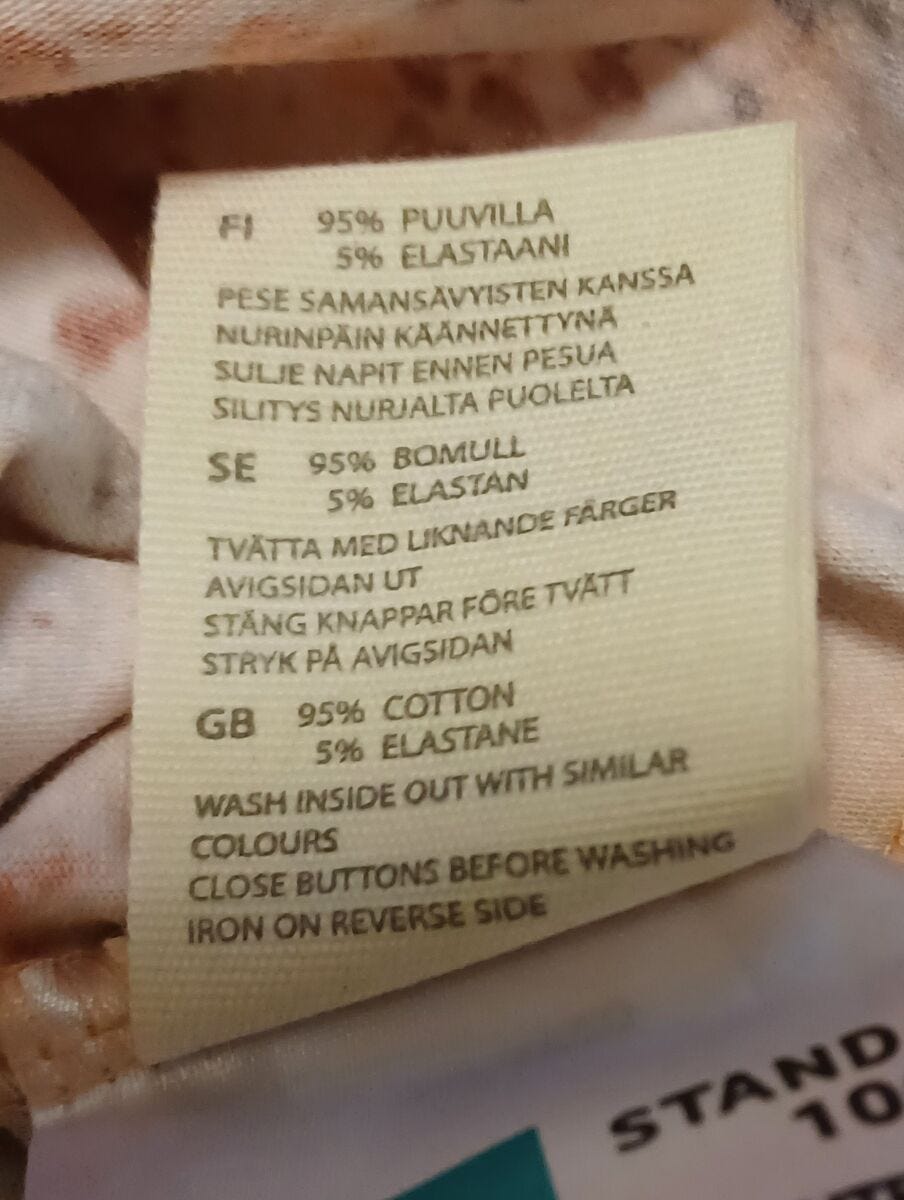 FI 95% PUUVILLA
5% ELASTAANI
PESE SAMANSÄVYISTEN KANSSA
NURINPÄIN KÄÄNNETTYNÄ
SULJE NAPIT ENNEN PESUA
SILITYS NURJALTA PUOLELTA
SE 95% BOMULL
5% ELASTAN
TVÄTTA MED LIKNANDE FÄRGER
AVIGSIDAN UT
STÄNG KNAPPAR FÖRE TVÄTT
STRYK PÅ AVIGSIDAN
GB 95% COTTON
5% ELASTANE
WASH INSIDE OUT WITH SIMILAR
COLOURS
CLOSE BUTTONS BEFORE WASHING
IRON ON REVERSE SIDE
STAND
10